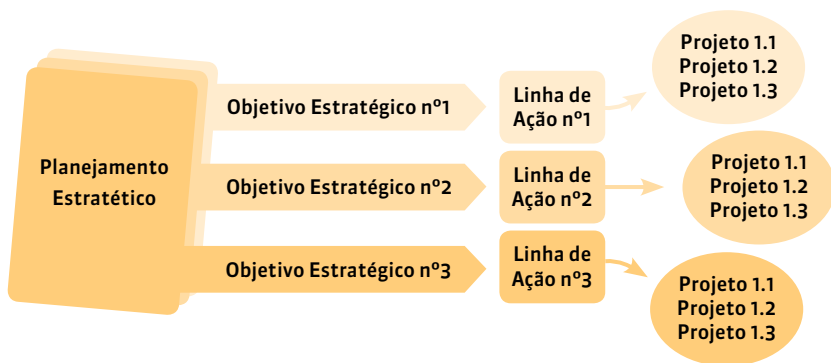 Planejamento
Estratético
Objetivo Estratégico nº1
Linha de
Ação nº1
Projeto 1.1
Projeto 1.2
Projeto 1.3
Objetivo Estratégico nº2
Linha de
Ação nº2
Projeto 1.1
Projeto 1.2
Projeto 1.3
Objetivo Estratégico nº3
Linha de
Ação nº3
Projeto 1.1
Projeto 1.2
Projeto 1.3